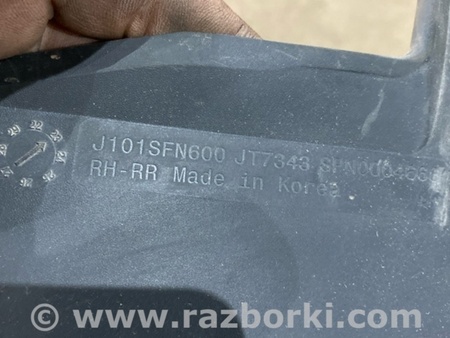 J101SFN600 JT7343
RH-RR Made in Korea
© www.razborki.com